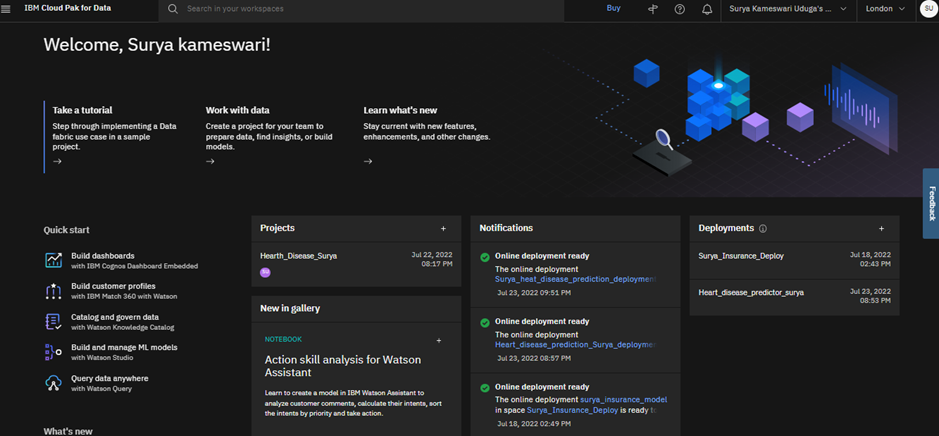 IBM Cloud Pak for Data
Search in your workspaces
Buy
Surya Kameswari Uduga's ...
London
SU
Welcome, Surya kameswari!
Take a tutorial
Step through implementing a Data
fabric use case in a sample
project.
Work with data
Create a project for your team to
prepare data, find insights, or build
models.
Learn what's new
Stay current with new features,
enhancements, and other changes.
Feedback
Quick start
Build dashboards
with IBM Cognos Dashboard Embedded
Build customer profiles
with IBM Match 360 with Watson
Catalog and govern data
with Watson Knowledge Catalog
Build and manage ML models
with Watson Studio
Query data anywhere
with Watson Query
What's new
Projects
Hearth_Disease_Surya
Jul 22, 2022
08:17 PM
SU
New in gallery
NOTEBOOK
Action skill analysis for Watson
Assistant
Learn to create a model in IBM Watson Assistant to
analyze customer comments, calculate their intents, sort
the intents by priority and take action.
Notifications
Online deployment ready
The online deployment
Surya_heat_disease_prediction_deployment
Jul 23, 2022 09:51 PM
Online deployment ready
The online deployment
Heart_disease_prediction_Surya_deployme
Jul 23, 2022 08:57 PM
Online deployment ready
The online deployment surya_insurance_model
in space Surya_Insurance_Deploy is ready t
Jul 18, 2022 02:49 PM
Deployments
Surya_Insurance_Deploy
Jul 18, 2022
02:43 PM
Heart_disease_predictor_surya
Jul 23, 2022
08:53 PM